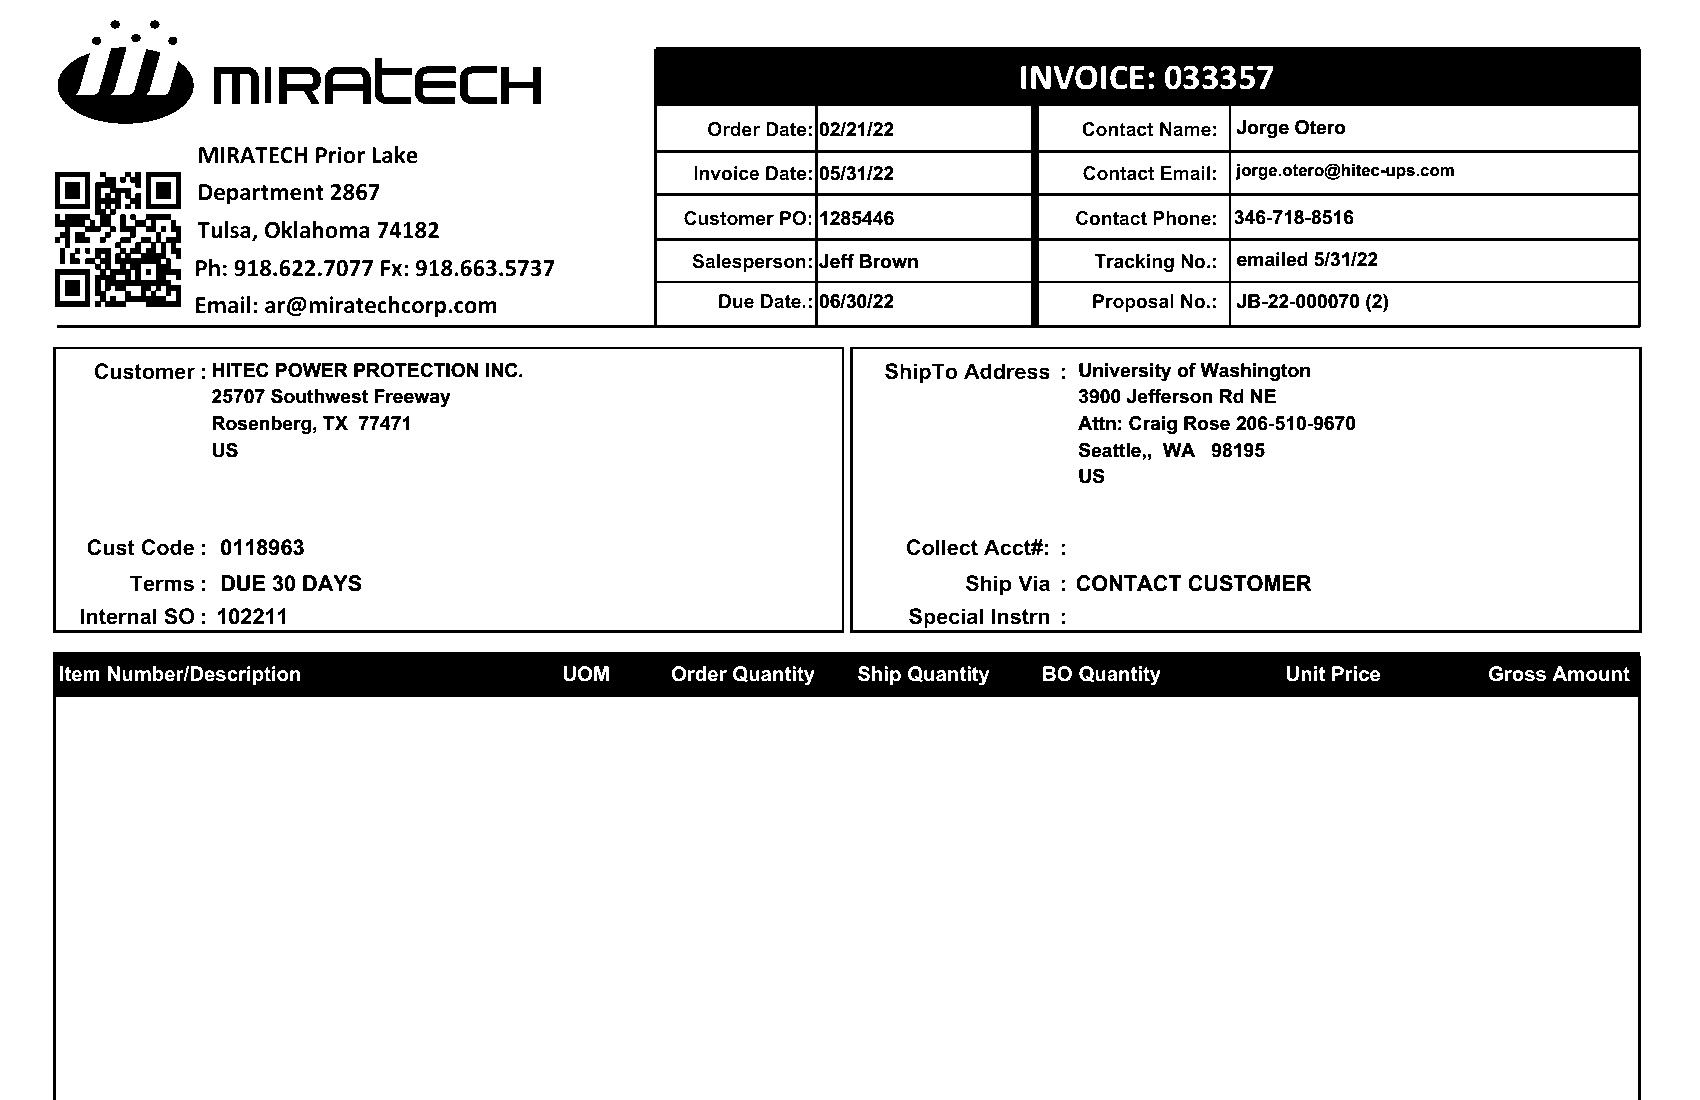 MIRATECH
MIRATECH Prior Lake
Department 2867
Tulsa, Oklahoma 74182
Ph: 918.622.7077 Fx: 918.663.5737
Email: ar@miratechcorp.com
INVOICE: 033357
Order Date: 02/21/22 Contact Name: Jorge Otero
Invoice Date: 05/31/22 Contact Email: jorge.otero@hitec-ups.com
Customer PO: 1285446 Contact Phone: 346-718-8516
Salesperson: Jeff Brown Tracking No.: emailed 5/31/22
Due Date.: 06/30/22 Proposal No.: JB-22-000070 (2)
Customer : HITEC POWER PROTECTION INC.
25707 Southwest Freeway
Rosenberg, TX 77471
US
Cust Code : 0118963
Terms : DUE 30 DAYS
Internal SO : 102211
ShipTo Address : University of Washington
3900 Jefferson Rd NE
Attn: Craig Rose 206-510-9670
Seattle,, WA 98195
US
Collect Acct#: :
Ship Via : CONTACT CUSTOMER
Special Instrn :
Item Number/Description UOM Order Quantity Ship Quantity BO Quantity Unit Price Gross Amount